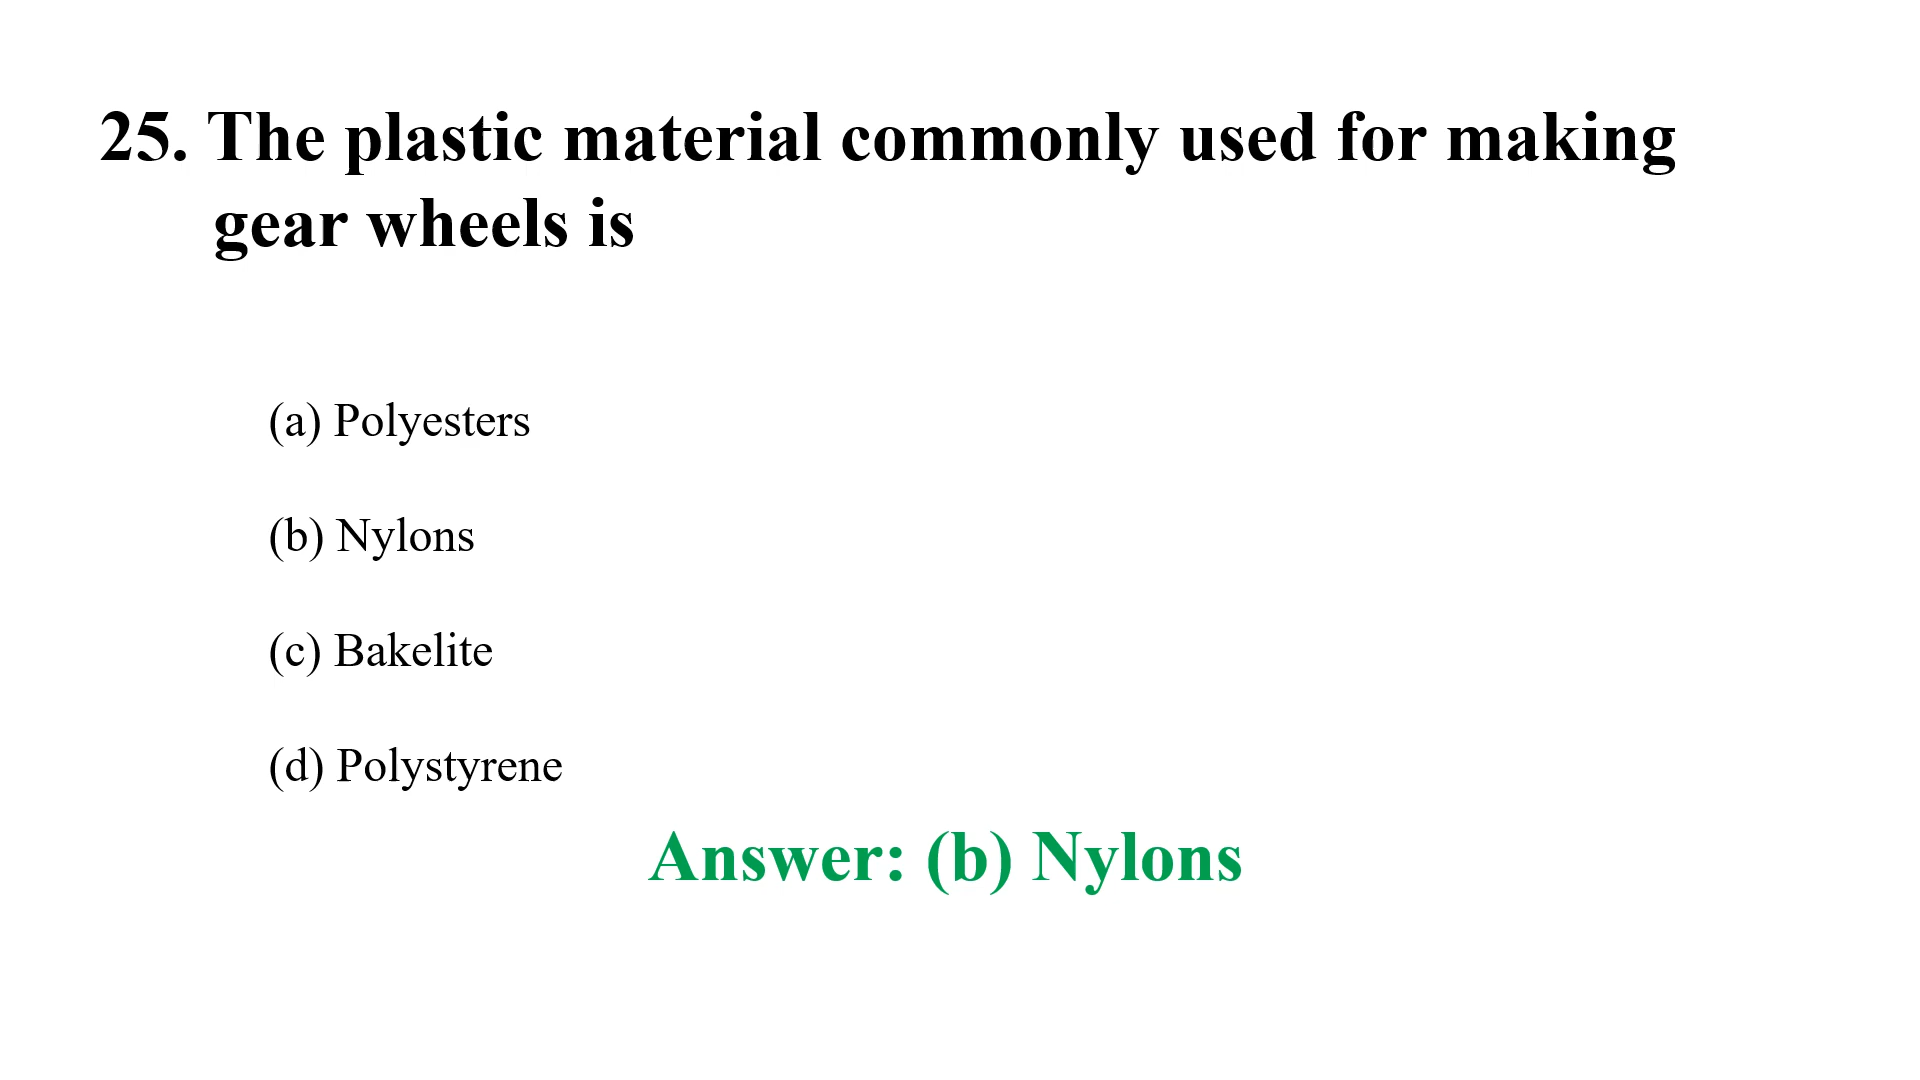 25. The plastic material commonly used for making
gear wheels is
(a) Polyesters
(b) Nylons
(c) Bakelite
(d) Polystyrene
Answer: (b) Nylons